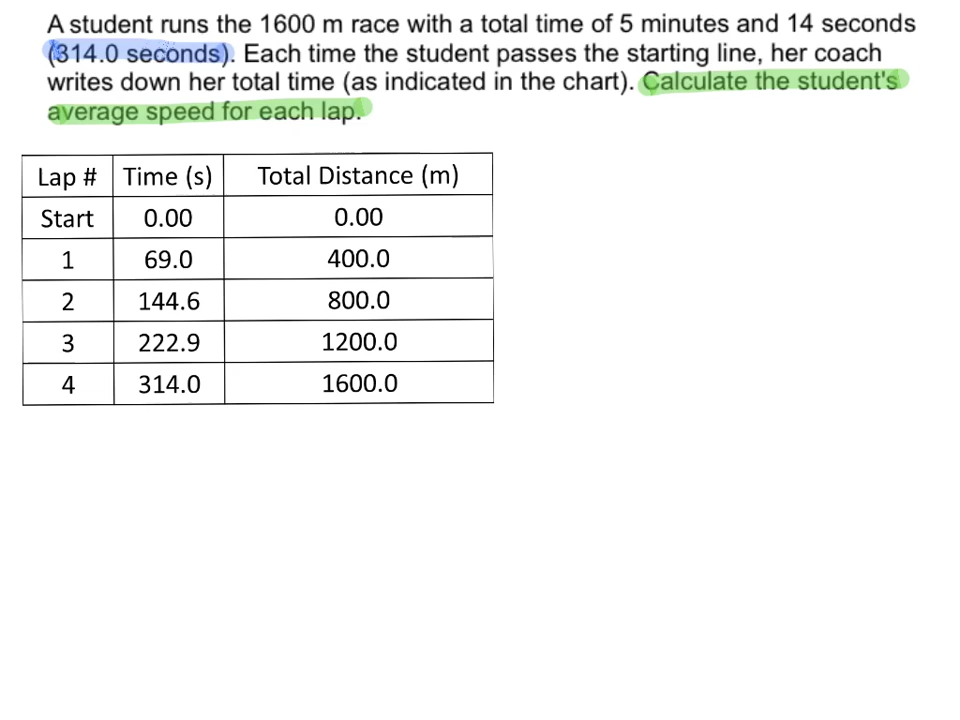 A student runs the 1600 m race with a total time of 5 minutes and 14 seconds
(314.0 seconds). Each time the student passes the starting line, her coach
writes down her total time (as indicated in the chart). Calculate the student's
average speed for each lap.
Lap # Time (s) Total Distance (m)
Start 0.00 0.00
1 69.0 400.0
2 144.6 800.0
3 222.9 1200.0
4 314.0 1600.0